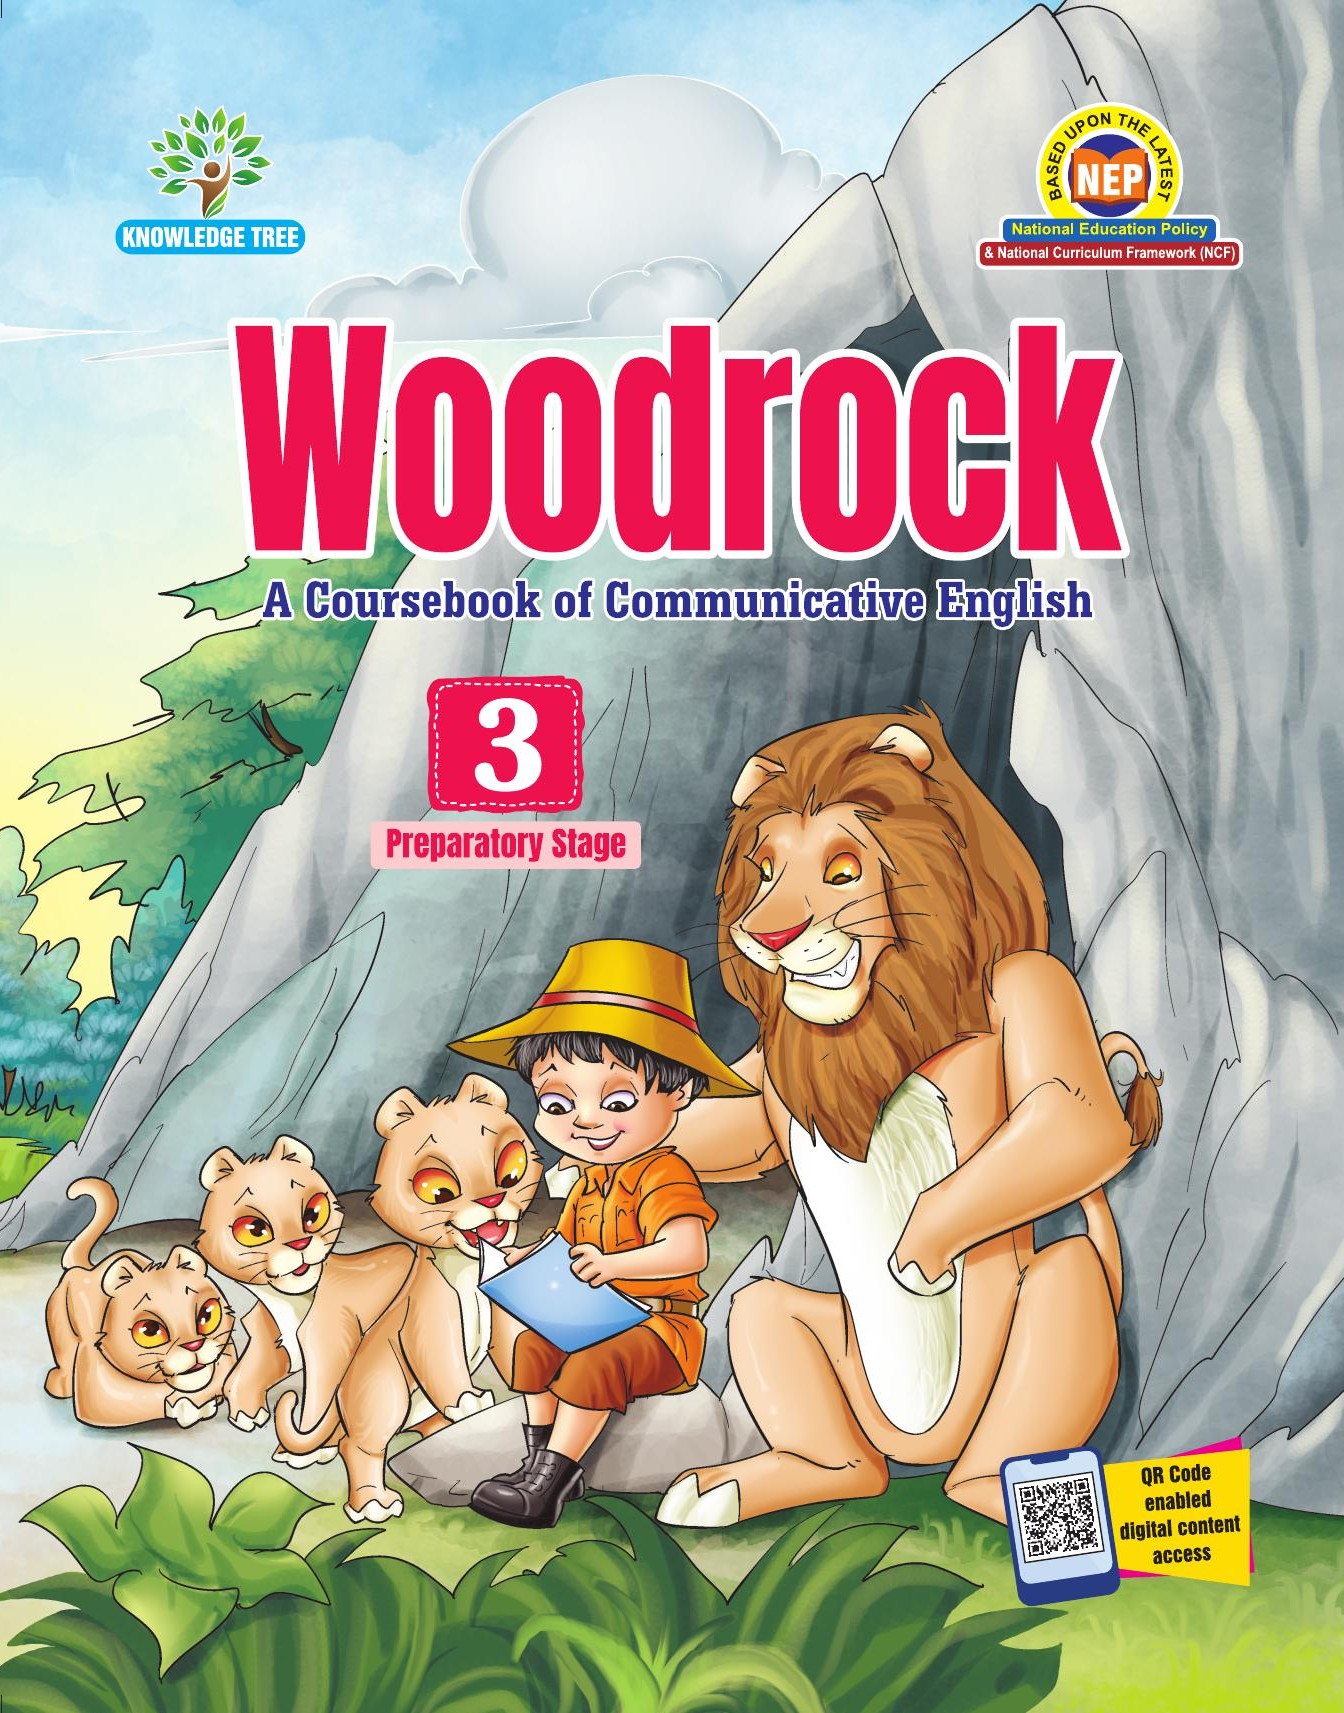 KNOWLEDGE TREE
BASED UPON THE LATEST
NEP
National Education Policy
& National Curriculum Framework (NCF)
Woodrock
A Coursebook of Communicative English
3
Preparatory Stage
QR Code
enabled
digital content
access